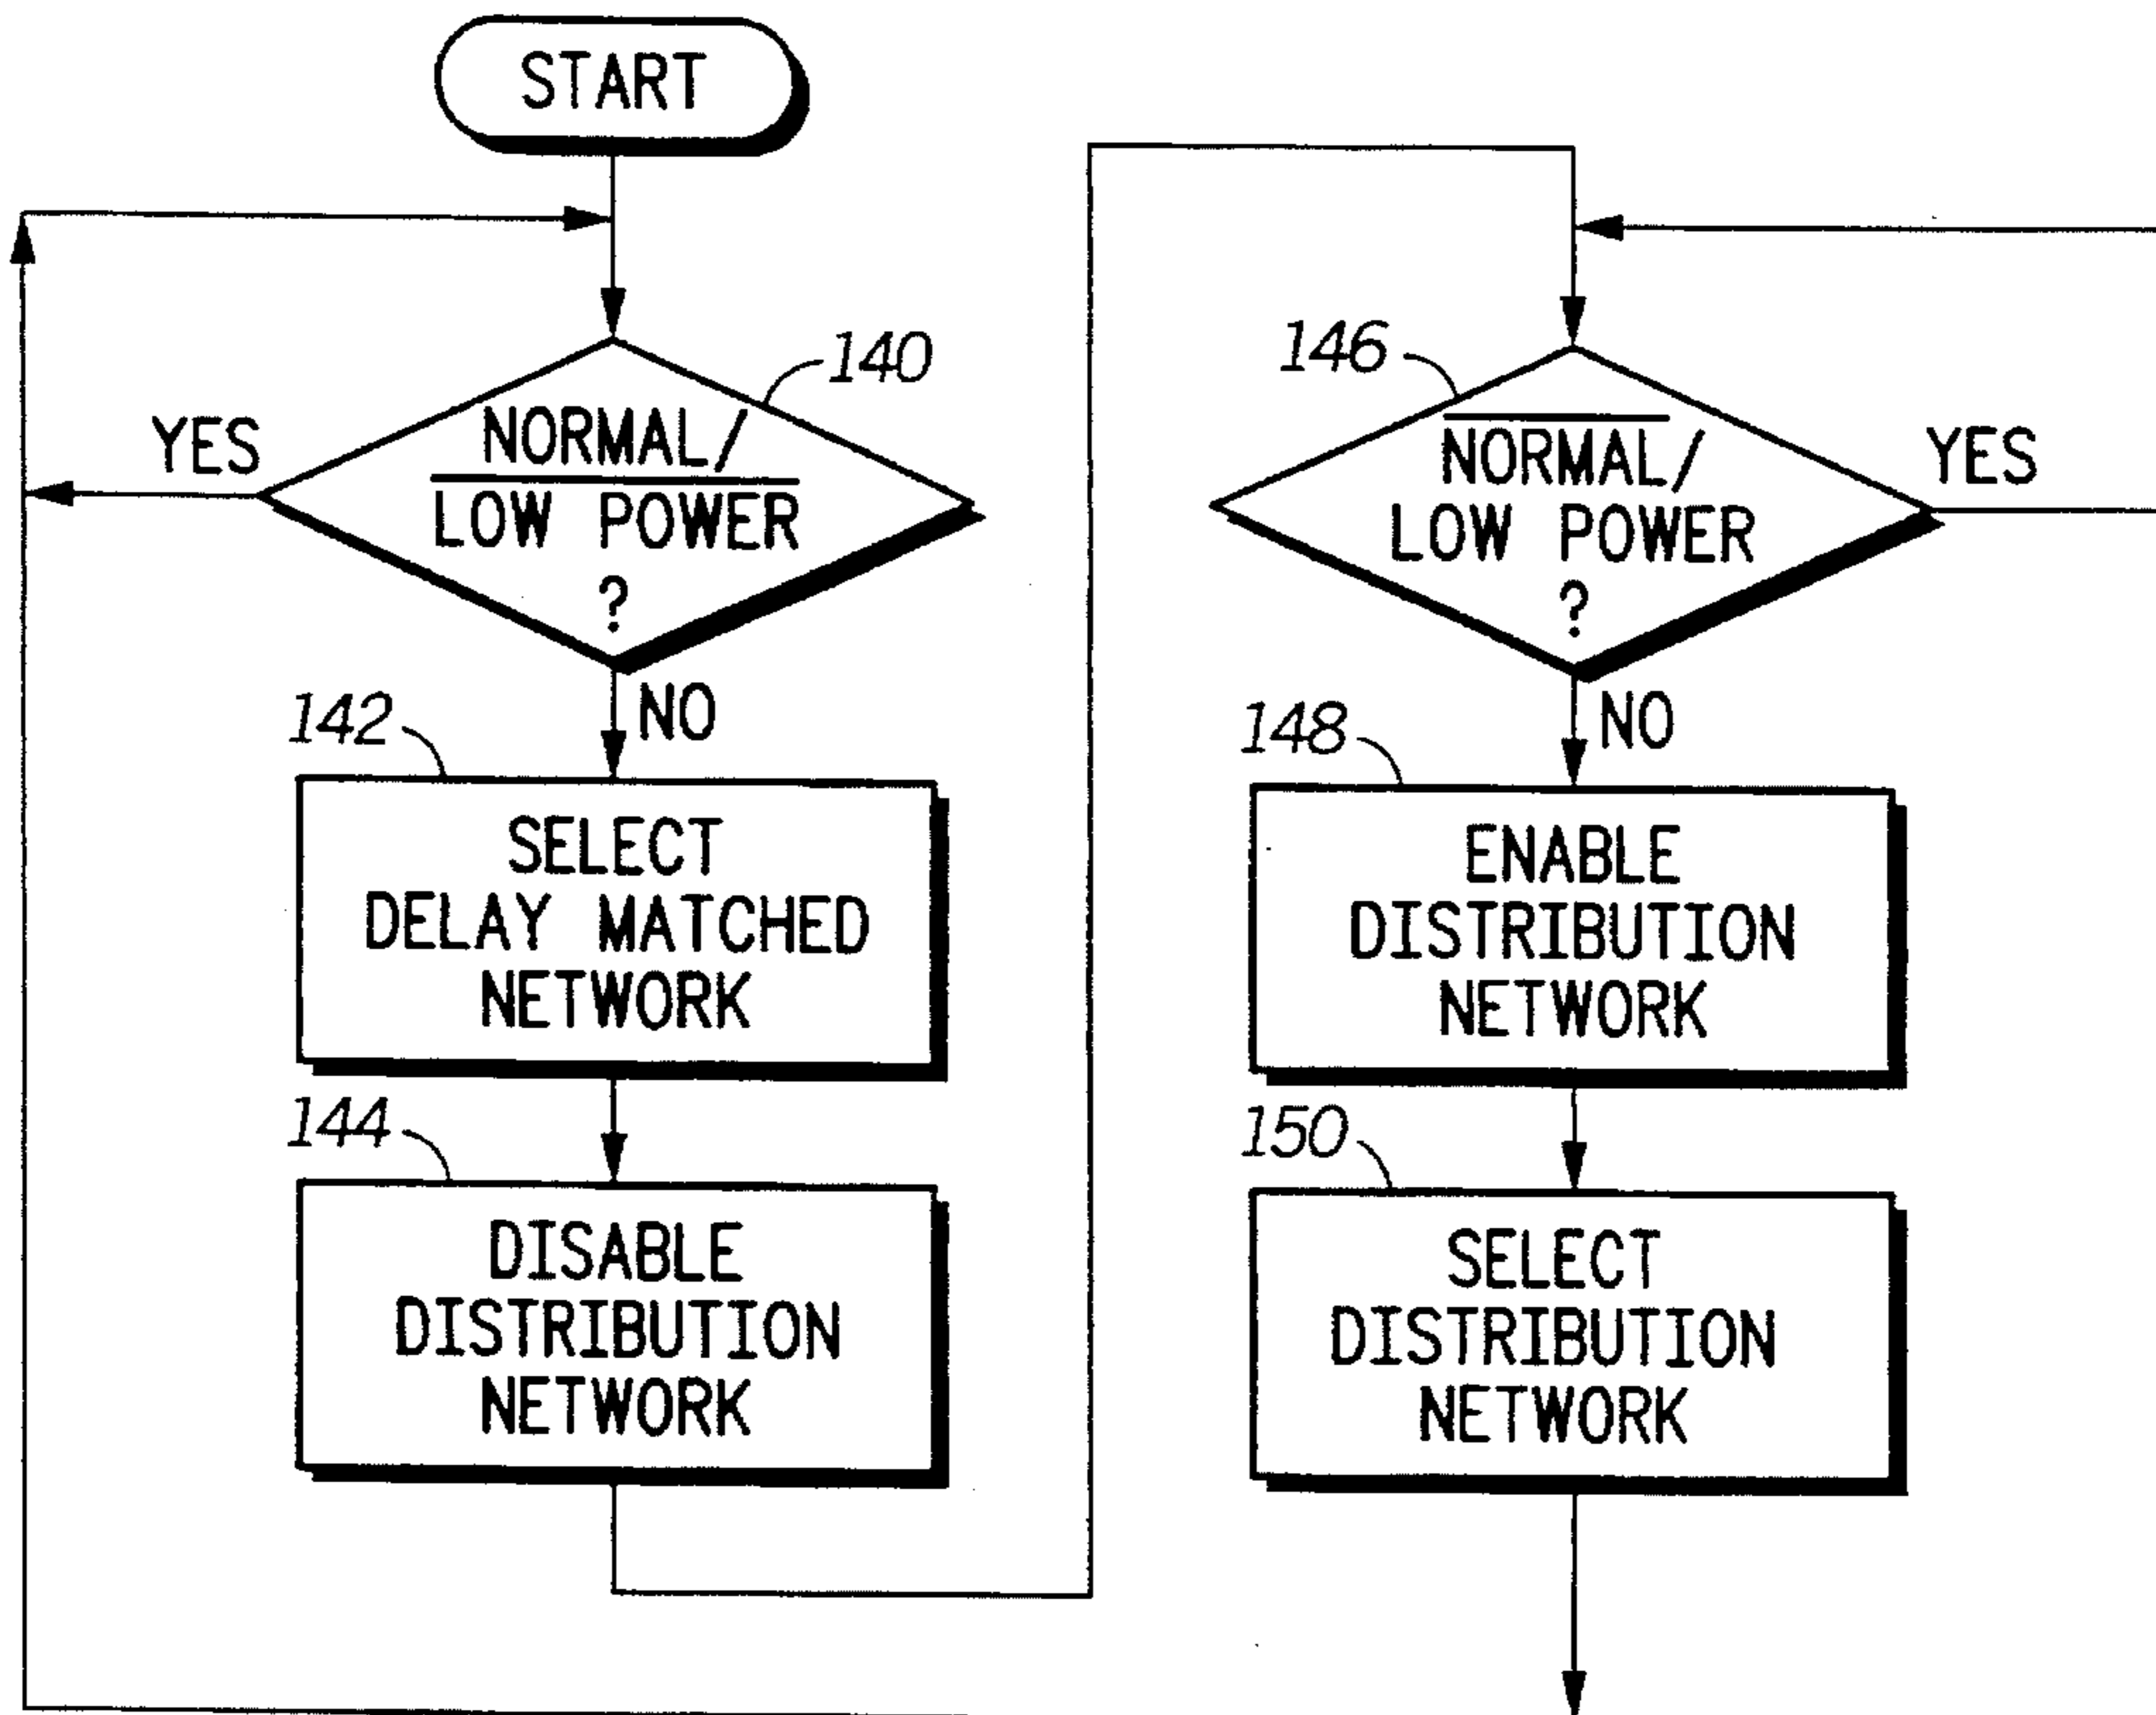 START
140
YES
NORMAL/
LOW POWER
?
NO
142
SELECT
DELAY MATCHED
NETWORK
144
DISABLE
DISTRIBUTION
NETWORK
146
NORMAL/
LOW POWER
?
YES
NO
148
ENABLE
DISTRIBUTION
NETWORK
150
SELECT
DISTRIBUTION
NETWORK